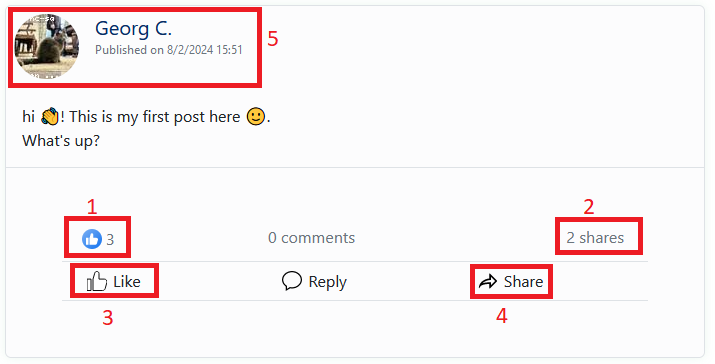 Georg C.
Published on 8/2/2024 15:51
5
hi 👋! This is my first post here 🙂.
What's up?
1
2
👍 3
0 comments
2 shares
Like
Reply
Share
3
4